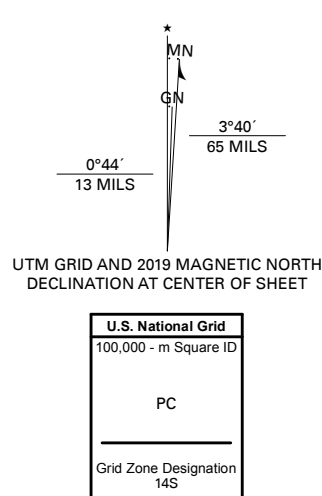 ★
MN
GN
3°40´
65 MILS
0°44´
13 MILS
UTM GRID AND 2019 MAGNETIC NORTH
DECLINATION AT CENTER OF SHEET
U.S. National Grid
100,000 - m Square ID
PC
Grid Zone Designation
14S